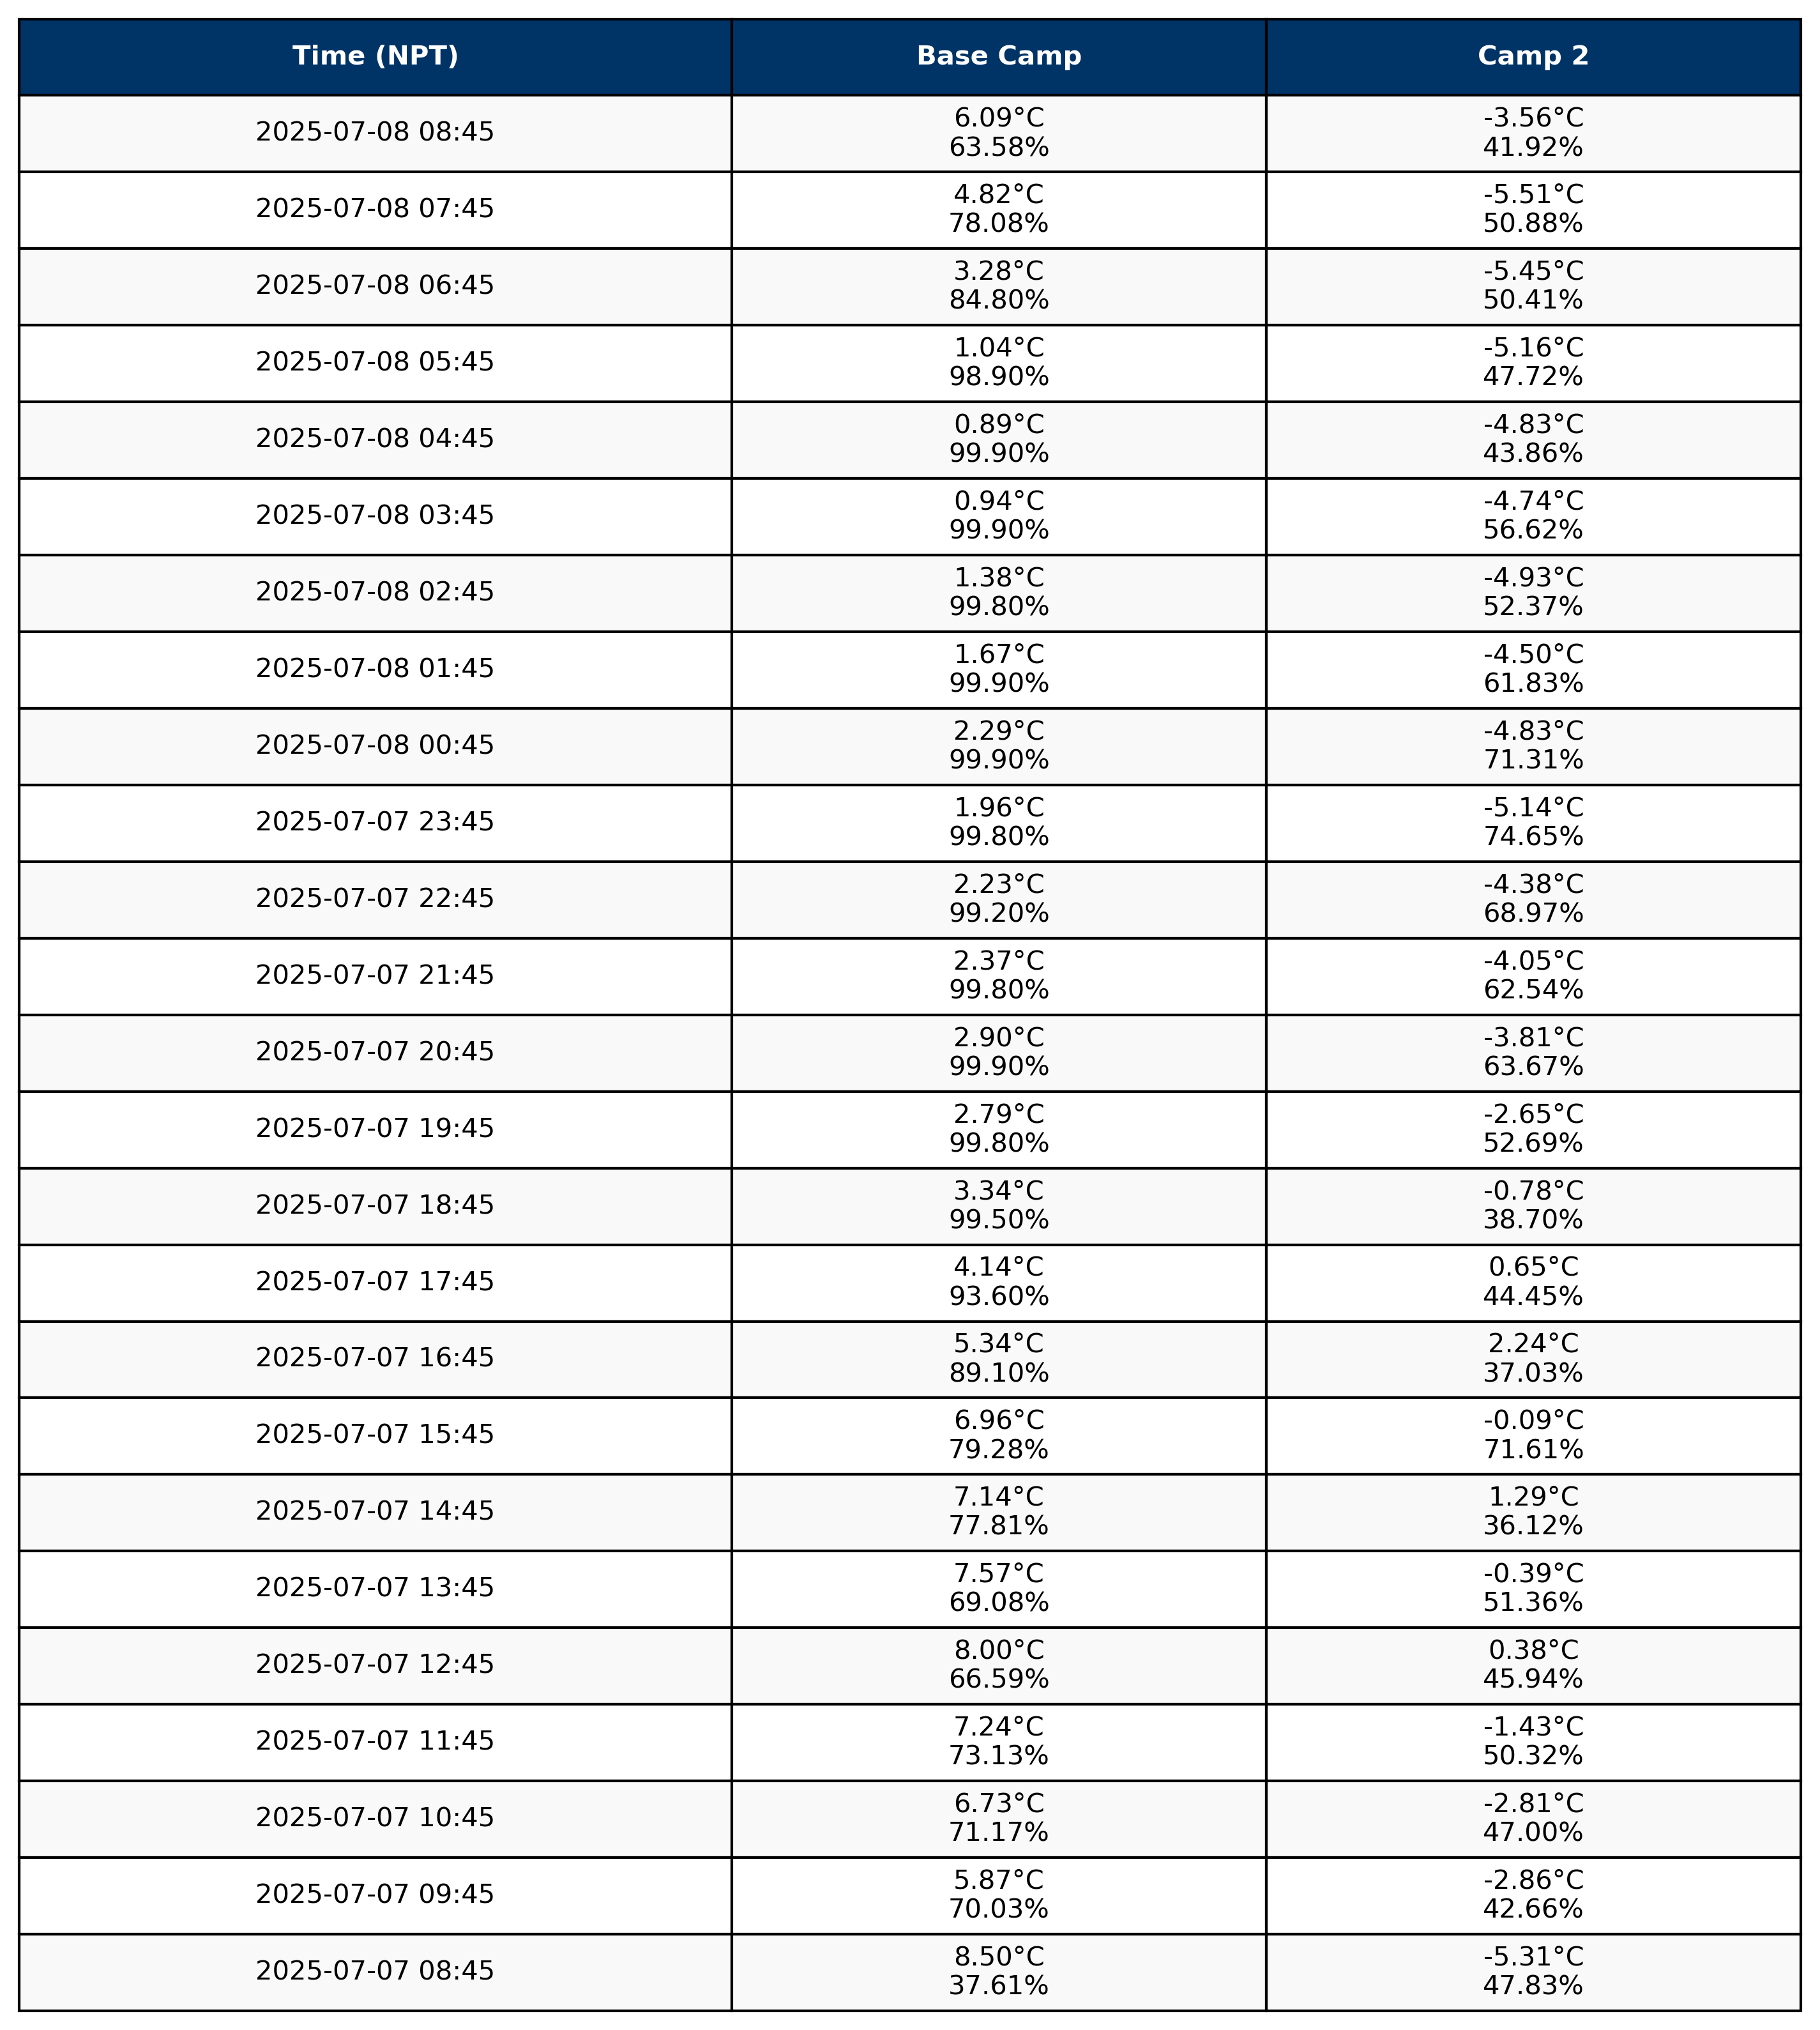 Time (NPT) Base Camp Camp 2
2025-07-08 08:45 6.09°C -3.56°C
63.58% 41.92%
2025-07-08 07:45 4.82°C -5.51°C
78.08% 50.88%
2025-07-08 06:45 3.28°C -5.45°C
84.80% 50.41%
2025-07-08 05:45 1.04°C -5.16°C
98.90% 47.72%
2025-07-08 04:45 0.89°C -4.83°C
99.90% 43.86%
2025-07-08 03:45 0.94°C -4.74°C
99.90% 56.62%
2025-07-08 02:45 1.38°C -4.93°C
99.80% 52.37%
2025-07-08 01:45 1.67°C -4.50°C
99.90% 61.83%
2025-07-08 00:45 2.29°C -4.83°C
99.90% 71.31%
2025-07-07 23:45 1.96°C -5.14°C
99.80% 74.65%
2025-07-07 22:45 2.23°C -4.38°C
99.20% 68.97%
2025-07-07 21:45 2.37°C -4.05°C
99.80% 62.54%
2025-07-07 20:45 2.90°C -3.81°C
99.90% 63.67%
2025-07-07 19:45 2.79°C -2.65°C
99.80% 52.69%
2025-07-07 18:45 3.34°C -0.78°C
99.50% 38.70%
2025-07-07 17:45 4.14°C 0.65°C
93.60% 44.45%
2025-07-07 16:45 5.34°C 2.24°C
89.10% 37.03%
2025-07-07 15:45 6.96°C -0.09°C
79.28% 71.61%
2025-07-07 14:45 7.14°C 1.29°C
77.81% 36.12%
2025-07-07 13:45 7.57°C -0.39°C
69.08% 51.36%
2025-07-07 12:45 8.00°C 0.38°C
66.59% 45.94%
2025-07-07 11:45 7.24°C -1.43°C
73.13% 50.32%
2025-07-07 10:45 6.73°C -2.81°C
71.17% 47.00%
2025-07-07 09:45 5.87°C -2.86°C
70.03% 42.66%
2025-07-07 08:45 8.50°C -5.31°C
37.61% 47.83%